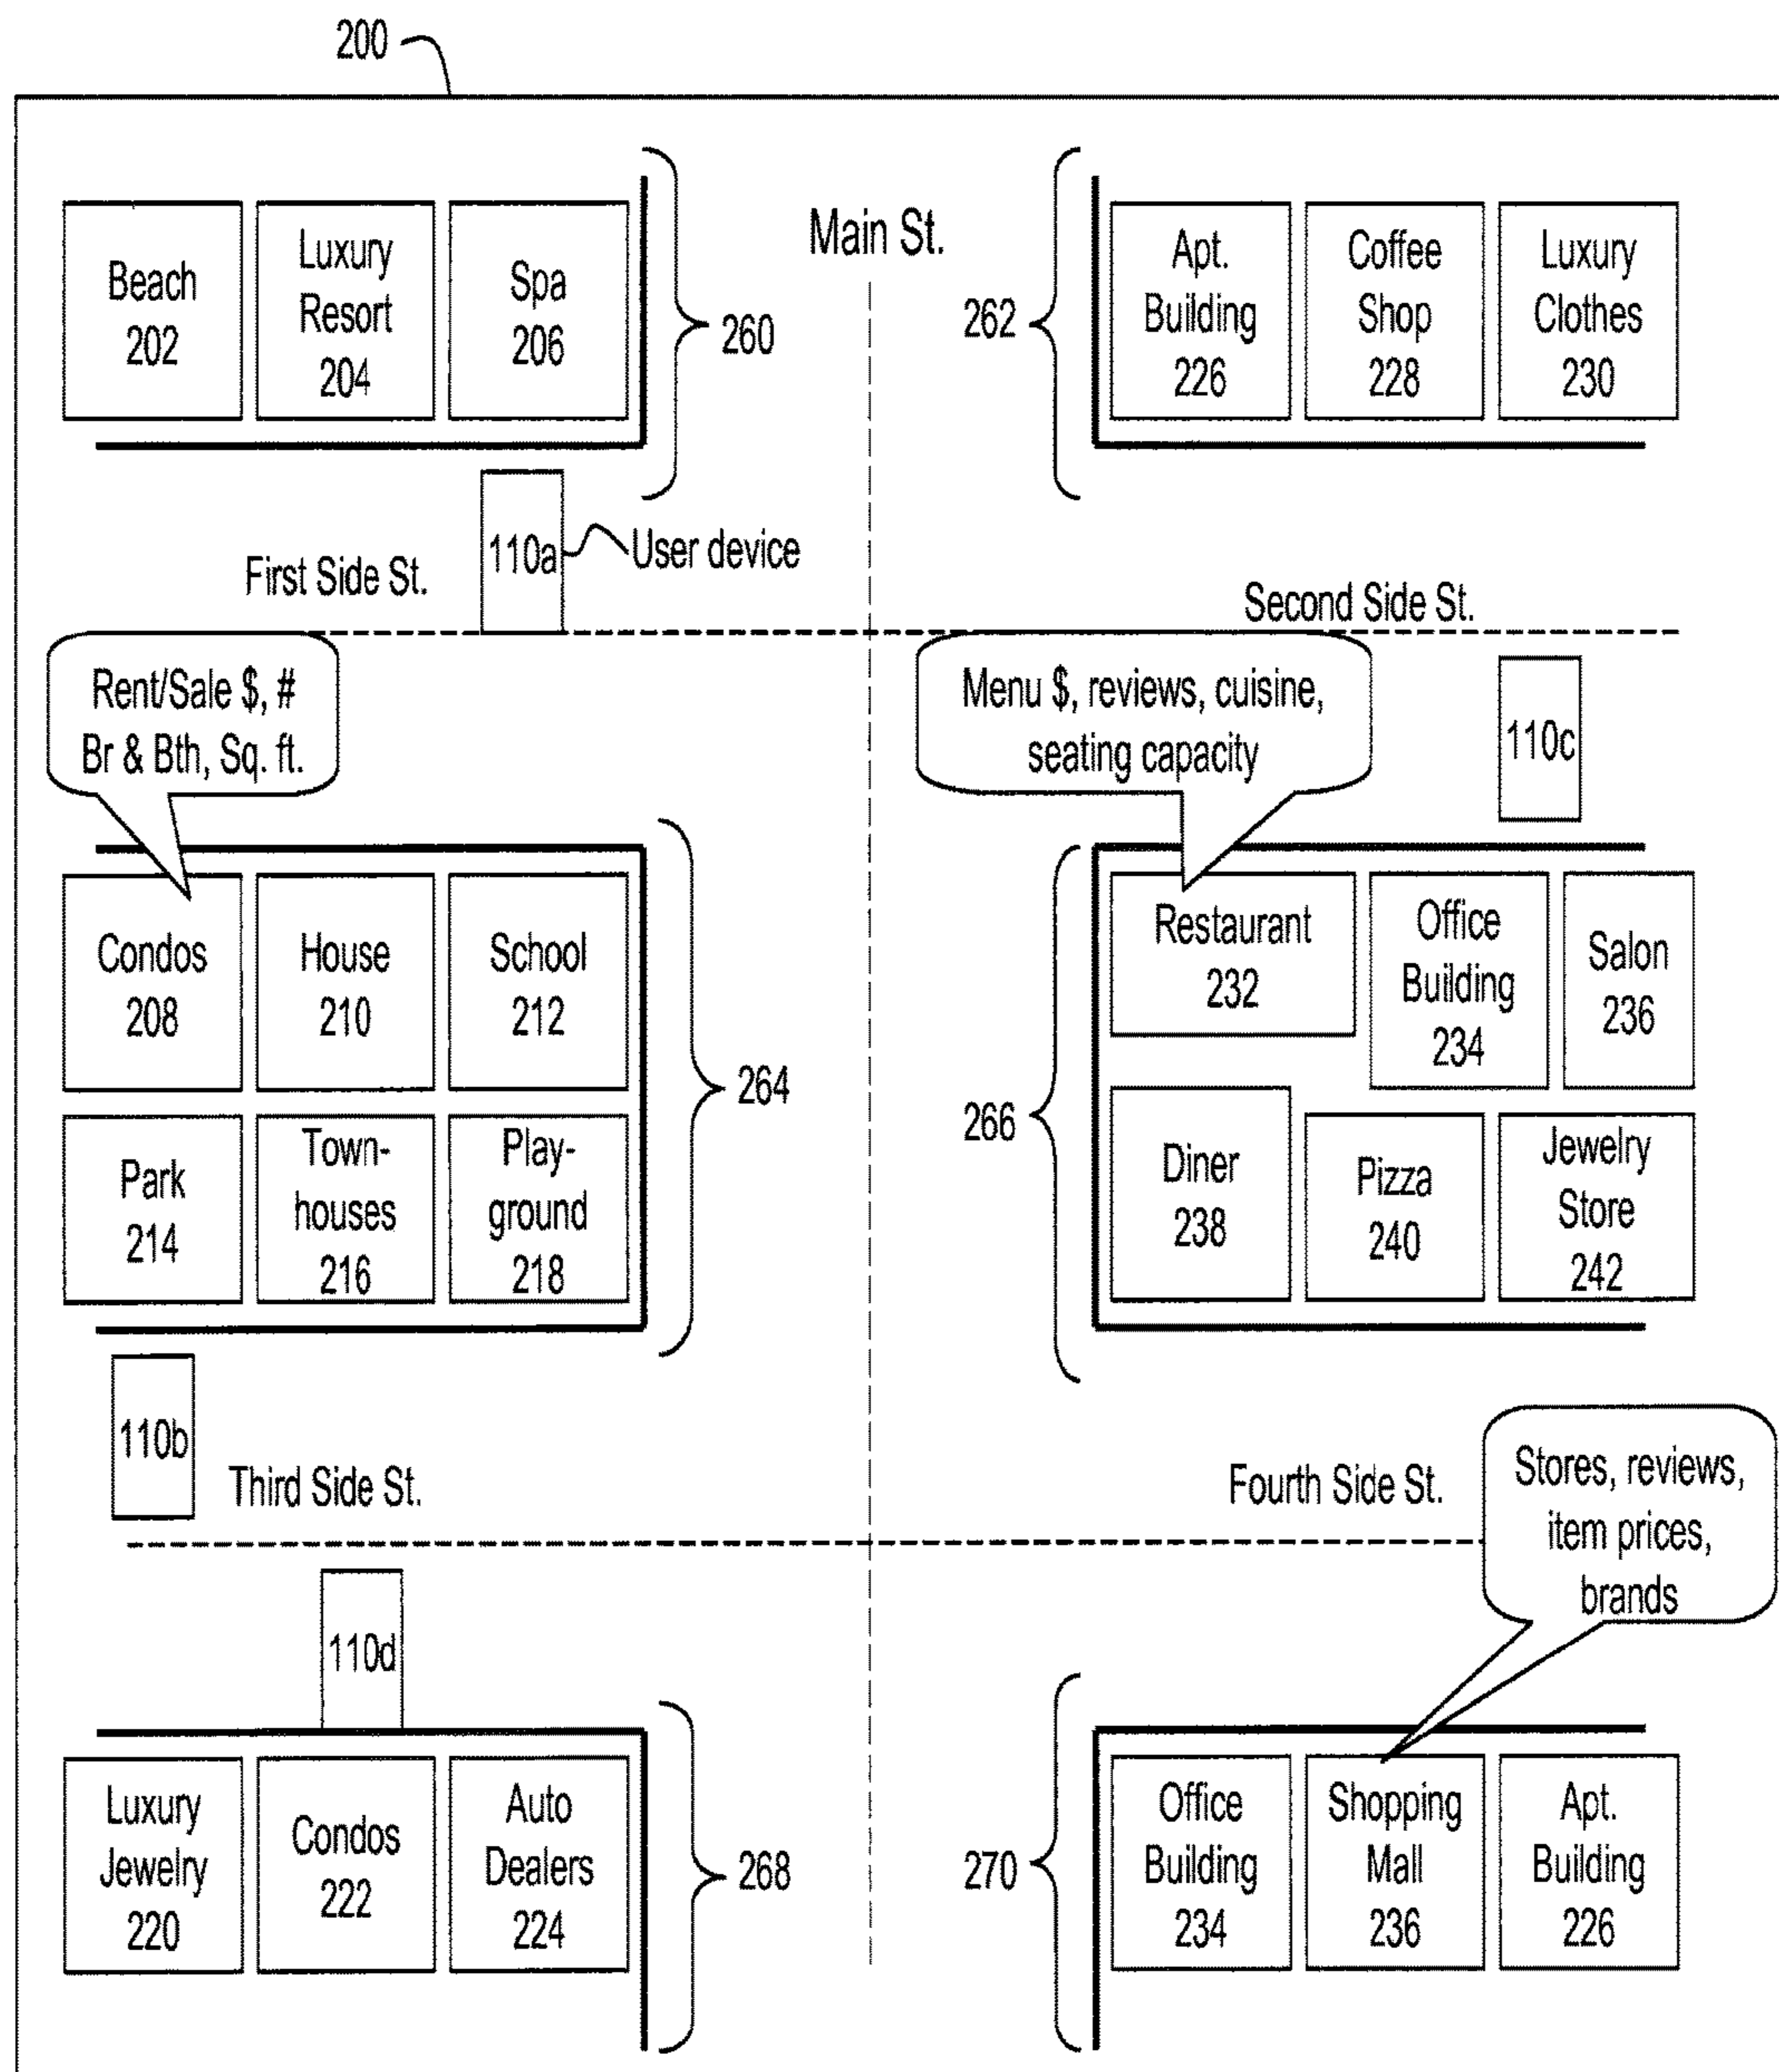 200
Main St.
Beach
202
Luxury
Resort
204
Spa
206
260
262
Apt.
Building
226
Coffee
Shop
228
Luxury
Clothes
230
110a
User device
First Side St.
Second Side St.
Rent/Sale $, #
Br & Bth, Sq. ft.
Menu $, reviews, cuisine,
seating capacity
110c
Condos
208
House
210
School
212
Park
214
Town-
houses
216
Play-
ground
218
264
266
Restaurant
232
Office
Building
234
Salon
236
Diner
238
Pizza
240
Jewelry
Store
242
110b
Third Side St.
Fourth Side St.
Stores, reviews,
item prices,
brands
110d
Luxury
Jewelry
220
Condos
222
Auto
Dealers
224
268
270
Office
Building
234
Shopping
Mall
236
Apt.
Building
226